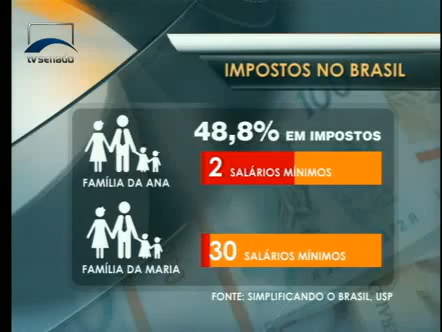 tv senado
IMPOSTOS NO BRASIL
48,8% EM IMPOSTOS
2 SALÁRIOS MÍNIMOS
FAMÍLIA DA ANA
30 SALÁRIOS MÍNIMOS
FAMÍLIA DA MARIA
FONTE: SIMPLIFICANDO O BRASIL, USP